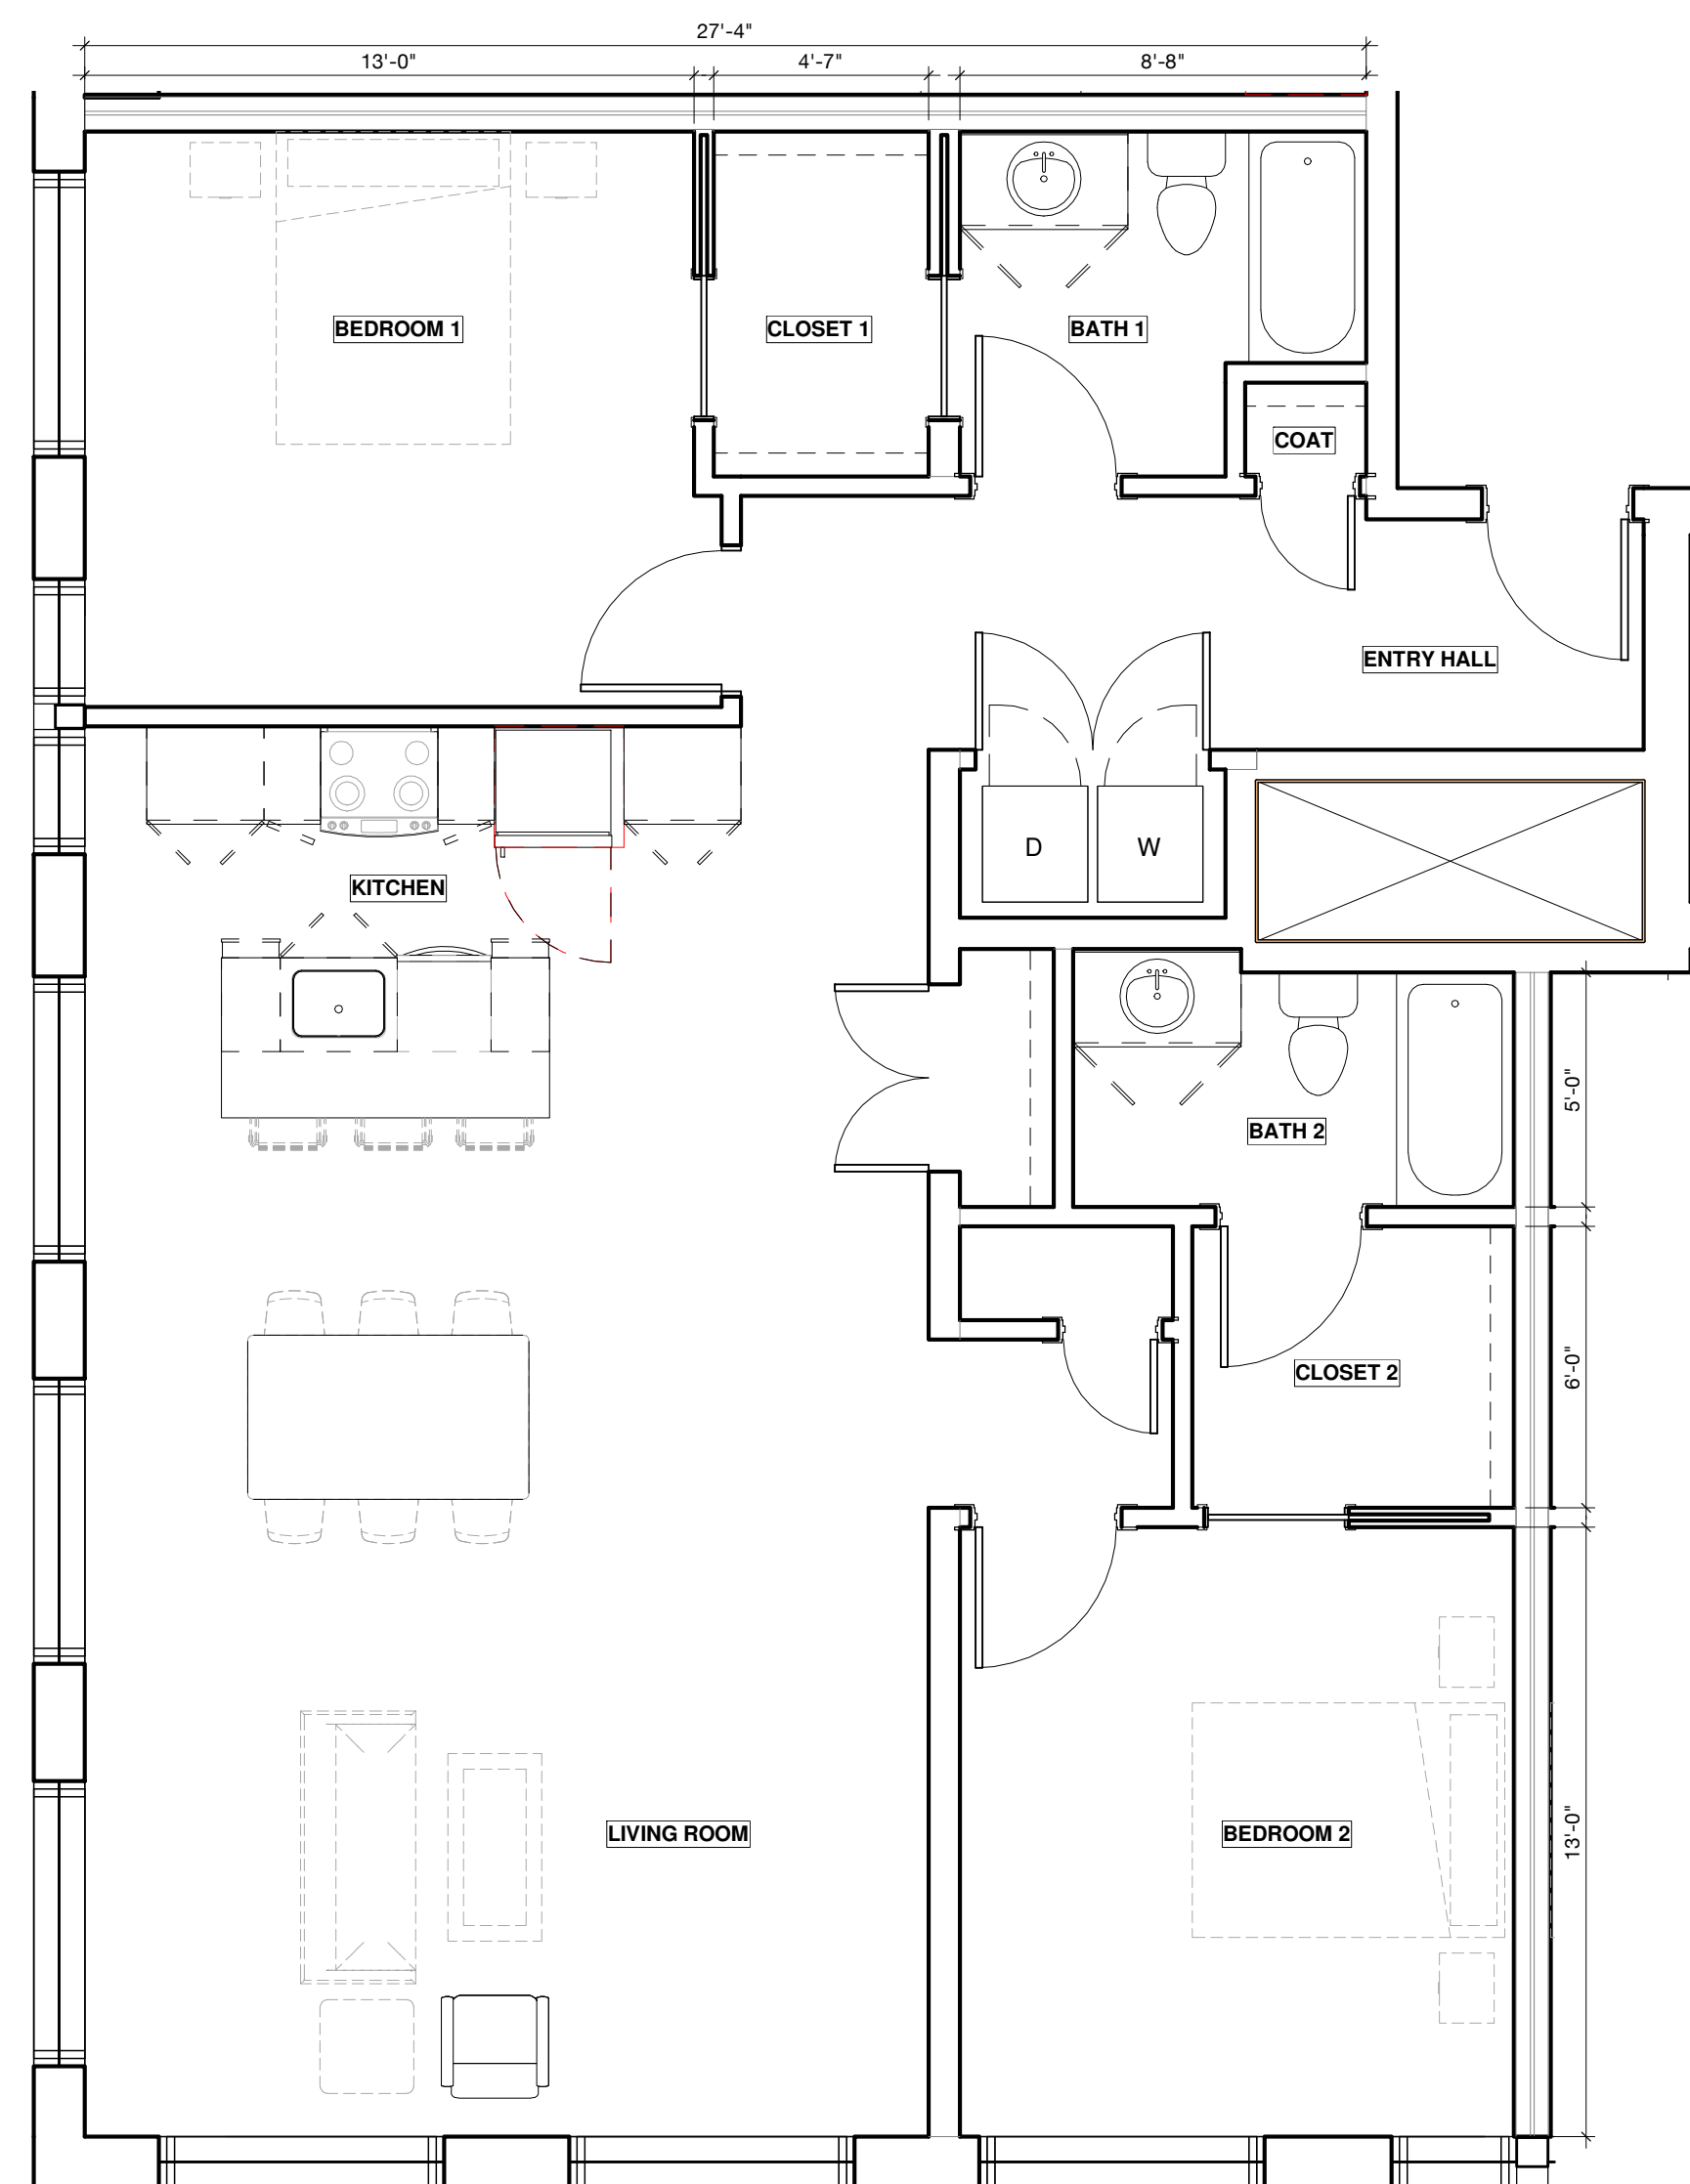 27'-4"
13'-0"
4'-7"
8'-8"
BEDROOM 1
CLOSET 1
BATH 1
COAT
ENTRY HALL
D
W
KITCHEN
5'-0"
BATH 2
6'-0"
CLOSET 2
LIVING ROOM
BEDROOM 2
13'-0"